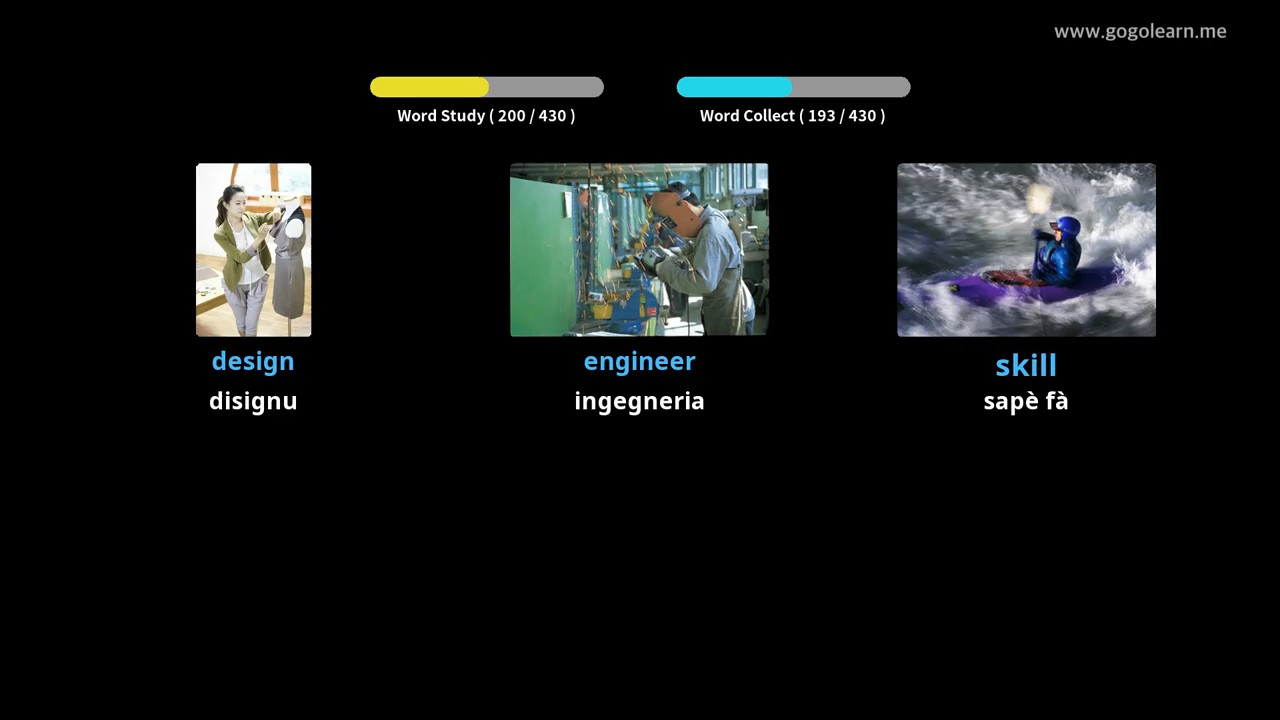 www.gogolearn.me
Word Study ( 200 / 430 )
Word Collect ( 193 / 430 )
design
disignu
engineer
ingegneria
skill
sapè fà